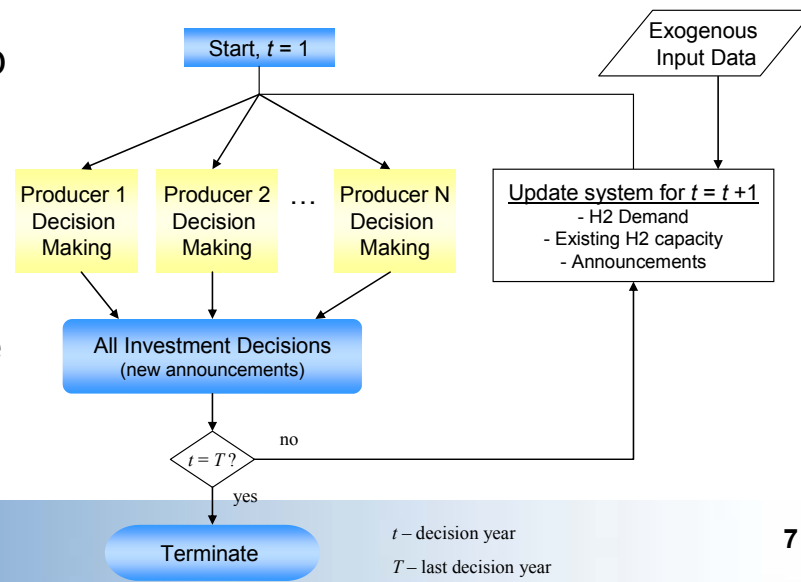 Start, t = 1
Exogenous
Input Data
Producer 1
Decision
Making
Producer 2
Decision
Making
…
Producer N
Decision
Making
Update system for t = t +1
- H2 Demand
- Existing H2 capacity
- Announcements
All Investment Decisions
(new announcements)
t = T ?
no
yes
Terminate
t – decision year
T – last decision year
7